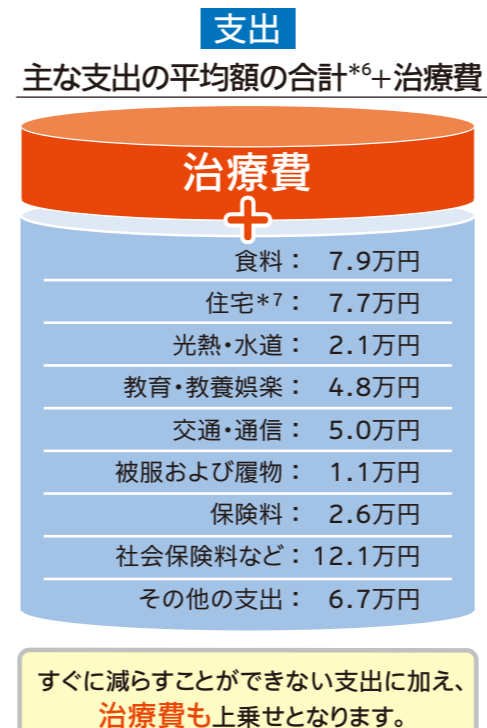 支出
主な支出の平均額の合計*6+治療費
治療費
+
食料： 7.9万円
住宅*7： 7.7万円
光熱・水道： 2.1万円
教育・教養娯楽： 4.8万円
交通・通信： 5.0万円
被服および履物： 1.1万円
保険料： 2.6万円
社会保険料など：12.1万円
その他の支出： 6.7万円
すぐに減らすことができない支出に加え、
治療費も上乗せとなります。